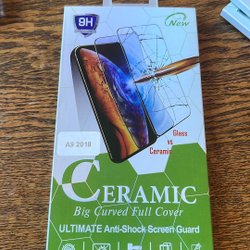 9H
New
Glass
vs
Ceramic
A9 2018
CERAMIC
Big Curved Full Cover
ULTIMATE Anti-Shock Screen Guard